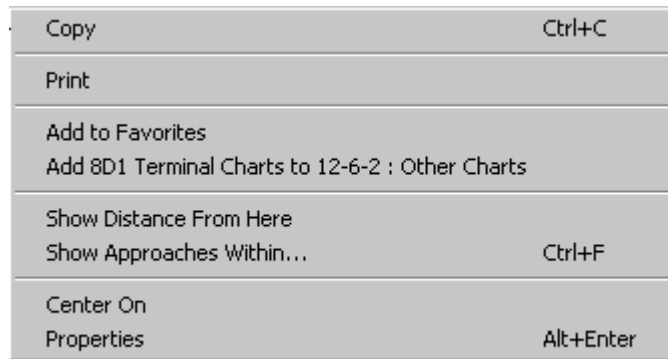 Copy Ctrl+C
Print
Add to Favorites
Add 8D1 Terminal Charts to 12-6-2 : Other Charts
Show Distance From Here
Show Approaches Within... Ctrl+F
Center On
Properties Alt+Enter